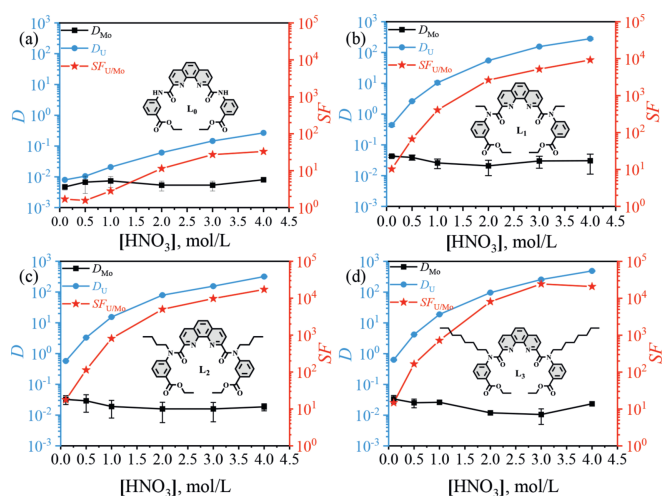 (a)
D_Mo
D_U
SF_U/Mo
10^3
10^2
10^1
10^0
10^-1
10^-2
10^-3
D
10^5
10^4
10^3
10^2
10^1
10^0
SF
HN
O
N
N
O
NH
L_0
O
O
O
O
0.0 0.5 1.0 1.5 2.0 2.5 3.0 3.5 4.0 4.5
[HNO_3], mol/L
(b)
D_Mo
D_U
SF_U/Mo
10^3
10^2
10^1
10^0
10^-1
10^-2
10^-3
D
10^5
10^4
10^3
10^2
10^1
10^0
SF
N
O
N
N
O
N
L_1
O
O
O
O
0.0 0.5 1.0 1.5 2.0 2.5 3.0 3.5 4.0 4.5
[HNO_3], mol/L
(c)
D_Mo
D_U
SF_U/Mo
10^3
10^2
10^1
10^0
10^-1
10^-2
10^-3
D
10^5
10^4
10^3
10^2
10^1
10^0
SF
N
O
N
N
O
N
L_2
O
O
O
O
0.0 0.5 1.0 1.5 2.0 2.5 3.0 3.5 4.0 4.5
[HNO_3], mol/L
(d)
D_Mo
D_U
SF_U/Mo
10^3
10^2
10^1
10^0
10^-1
10^-2
10^-3
D
10^5
10^4
10^3
10^2
10^1
10^0
SF
N
O
N
N
O
N
L_3
O
O
O
O
0.0 0.5 1.0 1.5 2.0 2.5 3.0 3.5 4.0 4.5
[HNO_3], mol/L